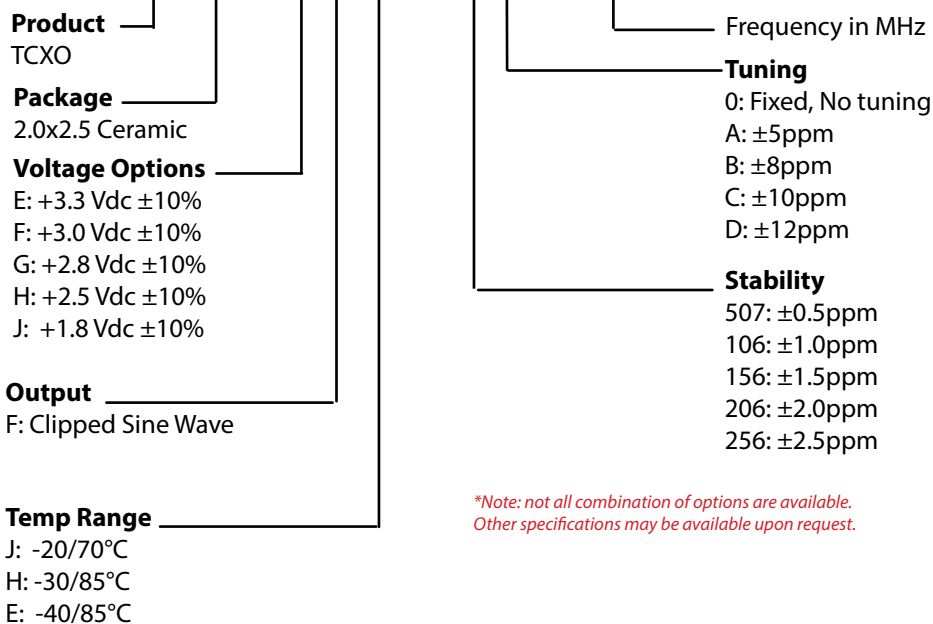 Product
TCXO
Package
2.0x2.5 Ceramic
Voltage Options
E: +3.3 Vdc ±10%
F: +3.0 Vdc ±10%
G: +2.8 Vdc ±10%
H: +2.5 Vdc ±10%
J: +1.8 Vdc ±10%
Output
F: Clipped Sine Wave
Temp Range
J: -20/70°C
H: -30/85°C
E: -40/85°C
Frequency in MHz
Tuning
0: Fixed, No tuning
A: ±5ppm
B: ±8ppm
C: ±10ppm
D: ±12ppm
Stability
507: ±0.5ppm
106: ±1.0ppm
156: ±1.5ppm
206: ±2.0ppm
256: ±2.5ppm
*Note: not all combination of options are available.
Other specifications may be available upon request.